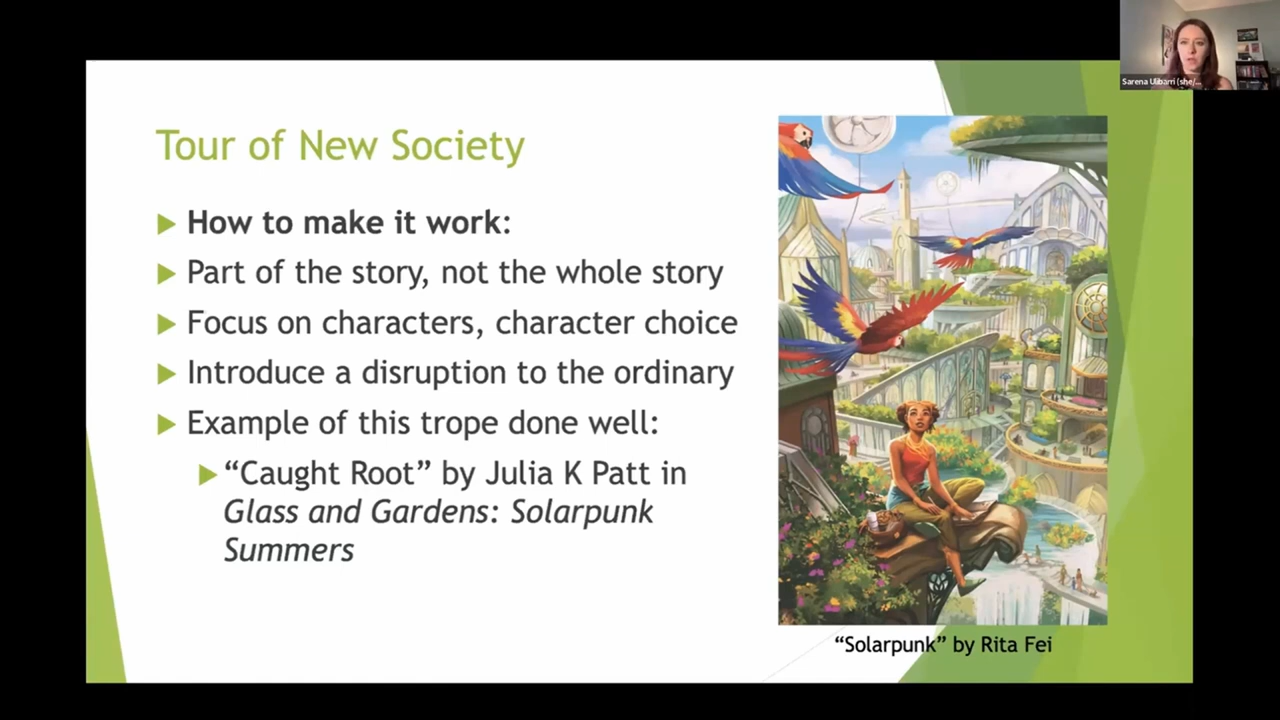 Sarena Ulibarri (she/...
Tour of New Society
How to make it work:
Part of the story, not the whole story
Focus on characters, character choice
Introduce a disruption to the ordinary
Example of this trope done well:
“Caught Root” by Julia K Patt in
Glass and Gardens: Solarpunk
Summers
“Solarpunk” by Rita Fei